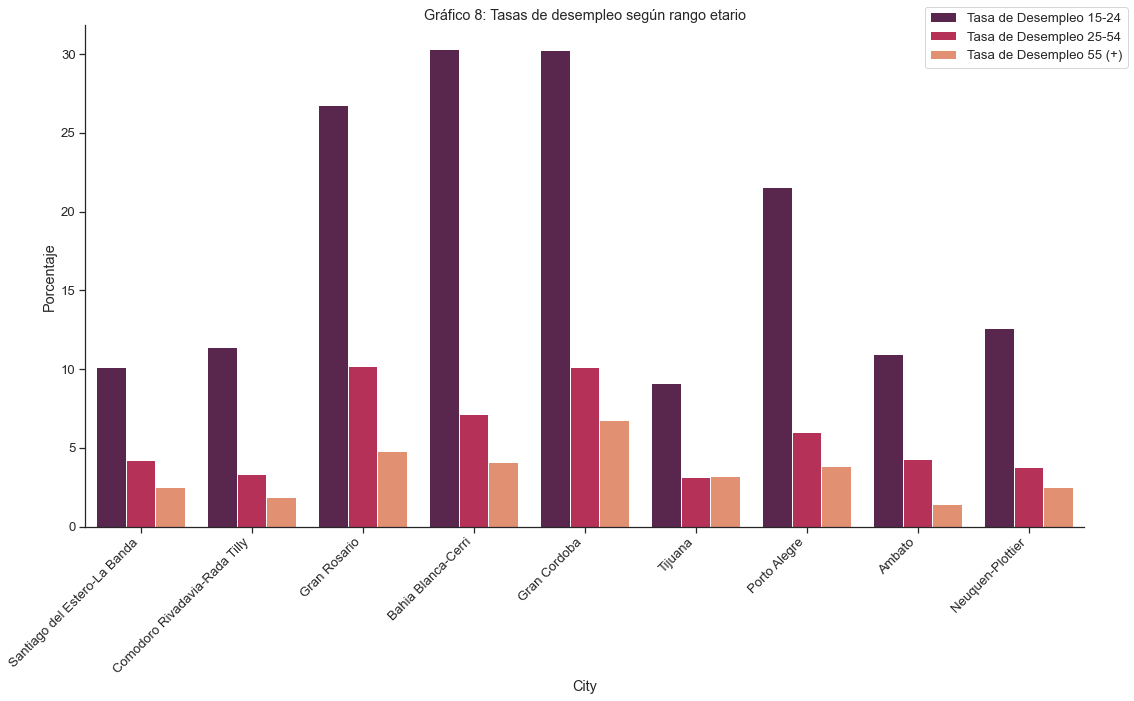 Gráfico 8: Tasas de desempleo según rango etario
Tasa de Desempleo 15-24
Tasa de Desempleo 25-54
Tasa de Desempleo 55 (+)
Porcentaje
30
25
20
15
10
5
0
Santiago del Estero-La Banda
Comodoro Rivadavia-Rada Tilly
Gran Rosario
Bahia Blanca-Cerri
Gran Cordoba
Tijuana
Porto Alegre
Ambato
Neuquen-Plottier
City